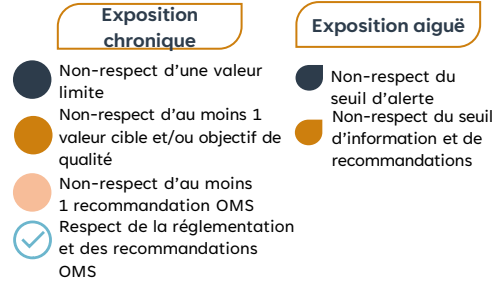 Exposition
chronique
Non-respect d'une valeur
limite
Non-respect d'au moins 1
valeur cible et/ou objectif de
qualité
Non-respect d'au moins
1 recommandation OMS
Respect de la réglementation
et des recommandations
OMS
Exposition aiguë
Non-respect du
seuil d'alerte
Non-respect du seuil
d'information et de
recommandations